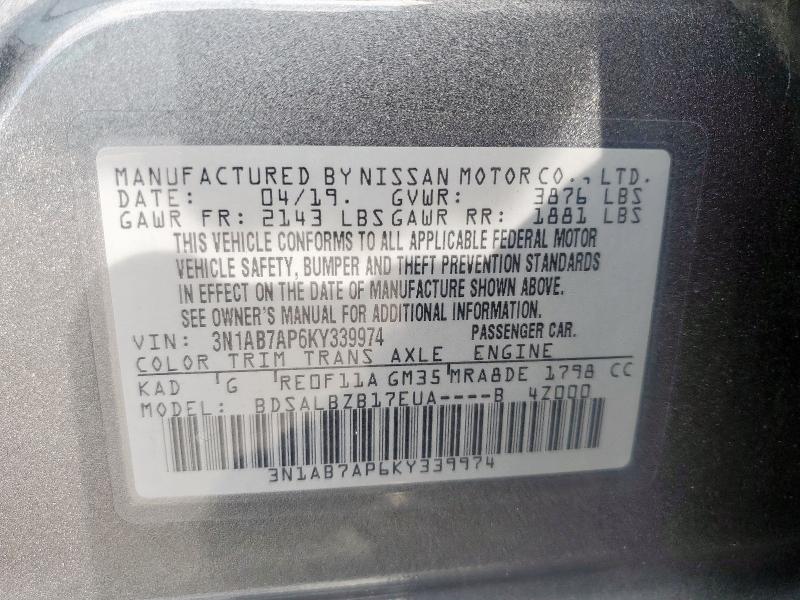 MANUFACTURED BY NISSAN MOTOR CO., LTD.
DATE: 04/19. GVWR: 3876 LBS
GAWR FR: 2143 LBS GAWR RR: 1881 LBS
THIS VEHICLE CONFORMS TO ALL APPLICABLE FEDERAL MOTOR
VEHICLE SAFETY, BUMPER AND THEFT PREVENTION STANDARDS
IN EFFECT ON THE DATE OF MANUFACTURE SHOWN ABOVE.
SEE OWNER'S MANUAL FOR ADDITIONAL INFORMATION.
VIN: 3N1AB7AP6KY339974 PASSENGER CAR.
COLOR TRIM TRANS AXLE ENGINE
KAD G RE0F11A GM35 MRA8DE 1798 CC
MODEL: BDSALBZB17EUA----B 4Z000
3N1AB7AP6KY339974